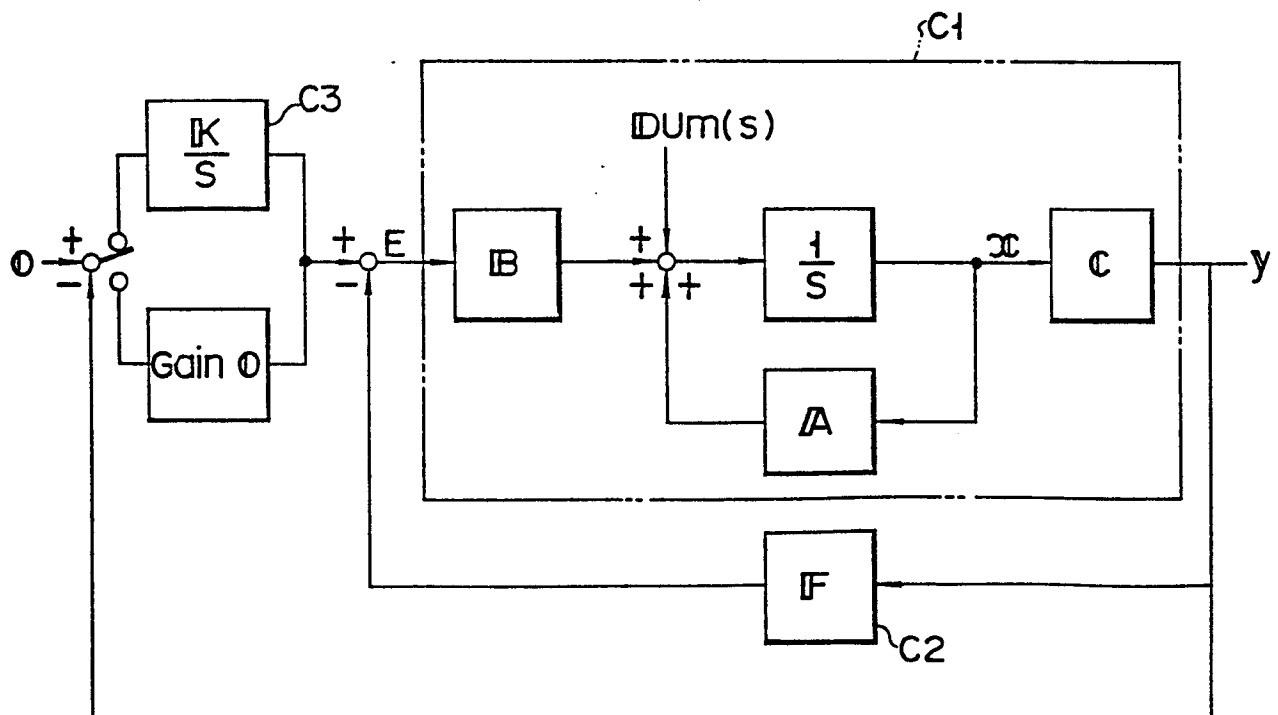 C1
C3
𝕂
S
𝔻Um(s)
𝟘
+
−
+
−
E
𝔹
+
+
+
1
S
𝕩
ℂ
y
Gain 𝟘
𝔸
𝔽
C2